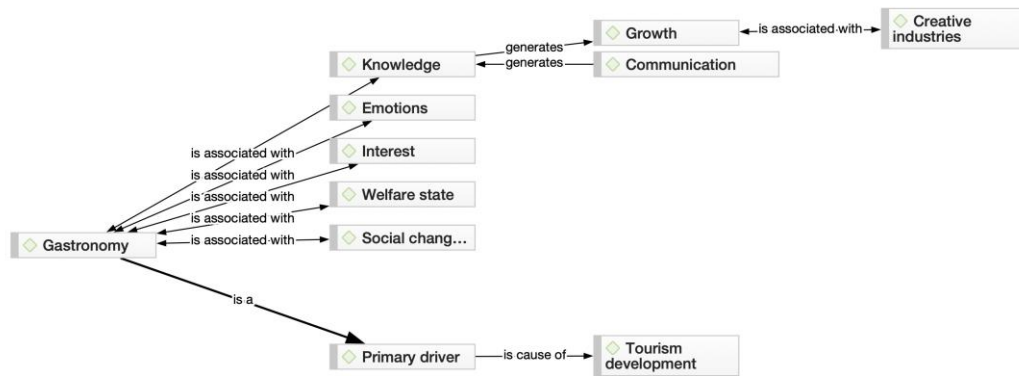 Growth
is associated with
Creative
industries
generates
Knowledge
generates
Communication
Emotions
is associated with
Interest
is associated with
is associated with
Welfare state
is associated with
Social chang...
is associated with
Gastronomy
is a
Primary driver
is cause of
Tourism
development